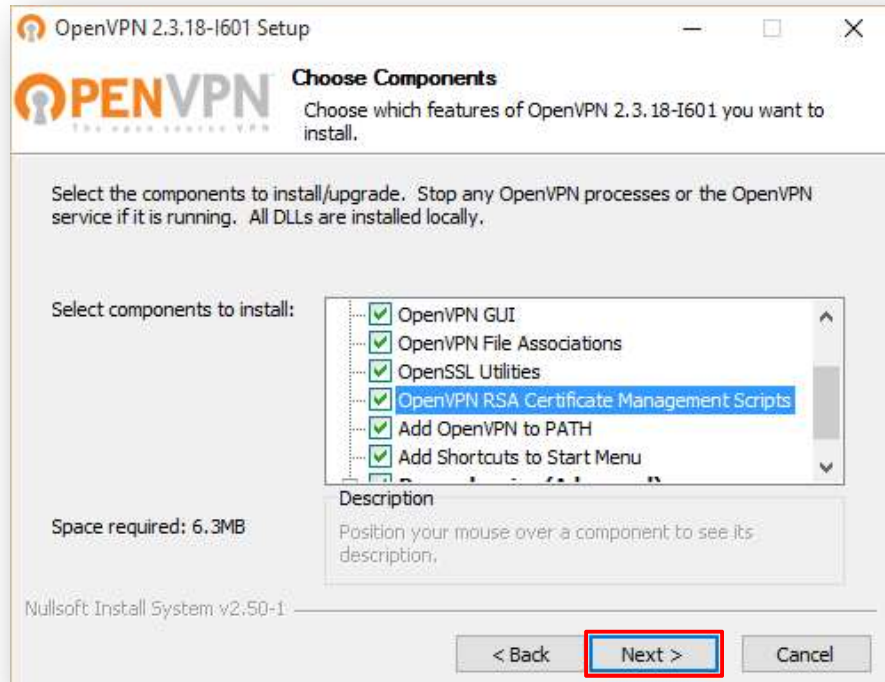 OpenVPN 2.3.18-I601 Setup
OPENVPN
The open source VPN
Choose Components
Choose which features of OpenVPN 2.3.18-I601 you want to
install.
Select the components to install/upgrade. Stop any OpenVPN processes or the OpenVPN
service if it is running. All DLLs are installed locally.
Select components to install:
OpenVPN GUI
OpenVPN File Associations
OpenSSL Utilities
OpenVPN RSA Certificate Management Scripts
Add OpenVPN to PATH
Add Shortcuts to Start Menu
Space required: 6.3MB
Description
Position your mouse over a component to see its
description.
Nullsoft Install System v2.50-1
< Back
Next >
Cancel